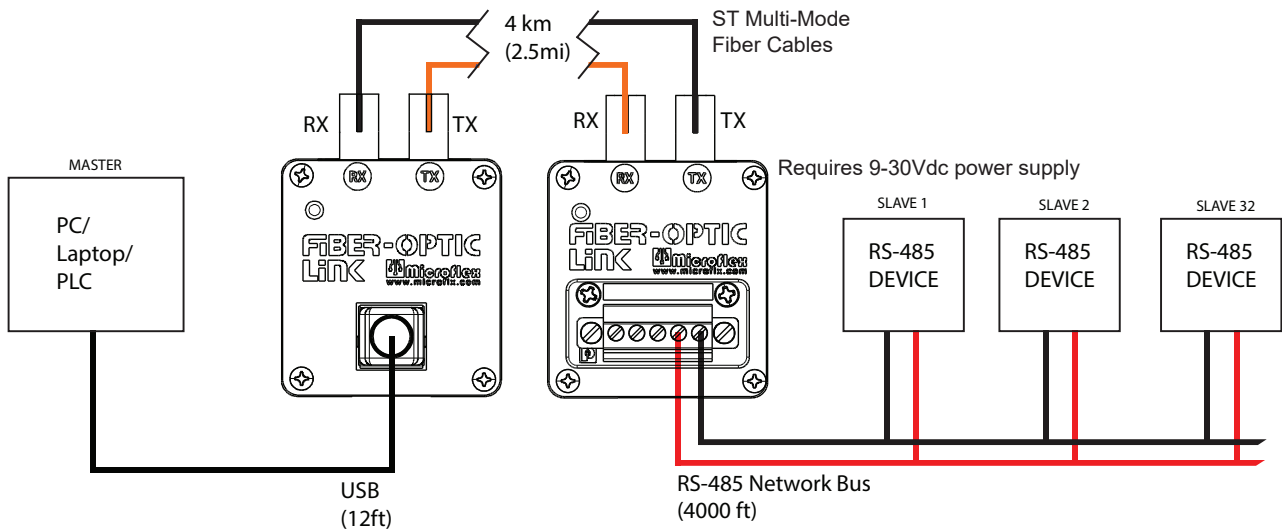 4 km
(2.5mi)
ST Multi-Mode
Fiber Cables
RX
TX
RX
TX
MASTER
PC/
Laptop/
PLC
RX
TX
FIBER-OPTIC
LINK
Microflex
www.microflx.com
RX
TX
FIBER-OPTIC
LINK
Microflex
www.microflx.com
Requires 9-30Vdc power supply
SLAVE 1
RS-485
DEVICE
SLAVE 2
RS-485
DEVICE
SLAVE 32
RS-485
DEVICE
USB
(12ft)
RS-485 Network Bus
(4000 ft)